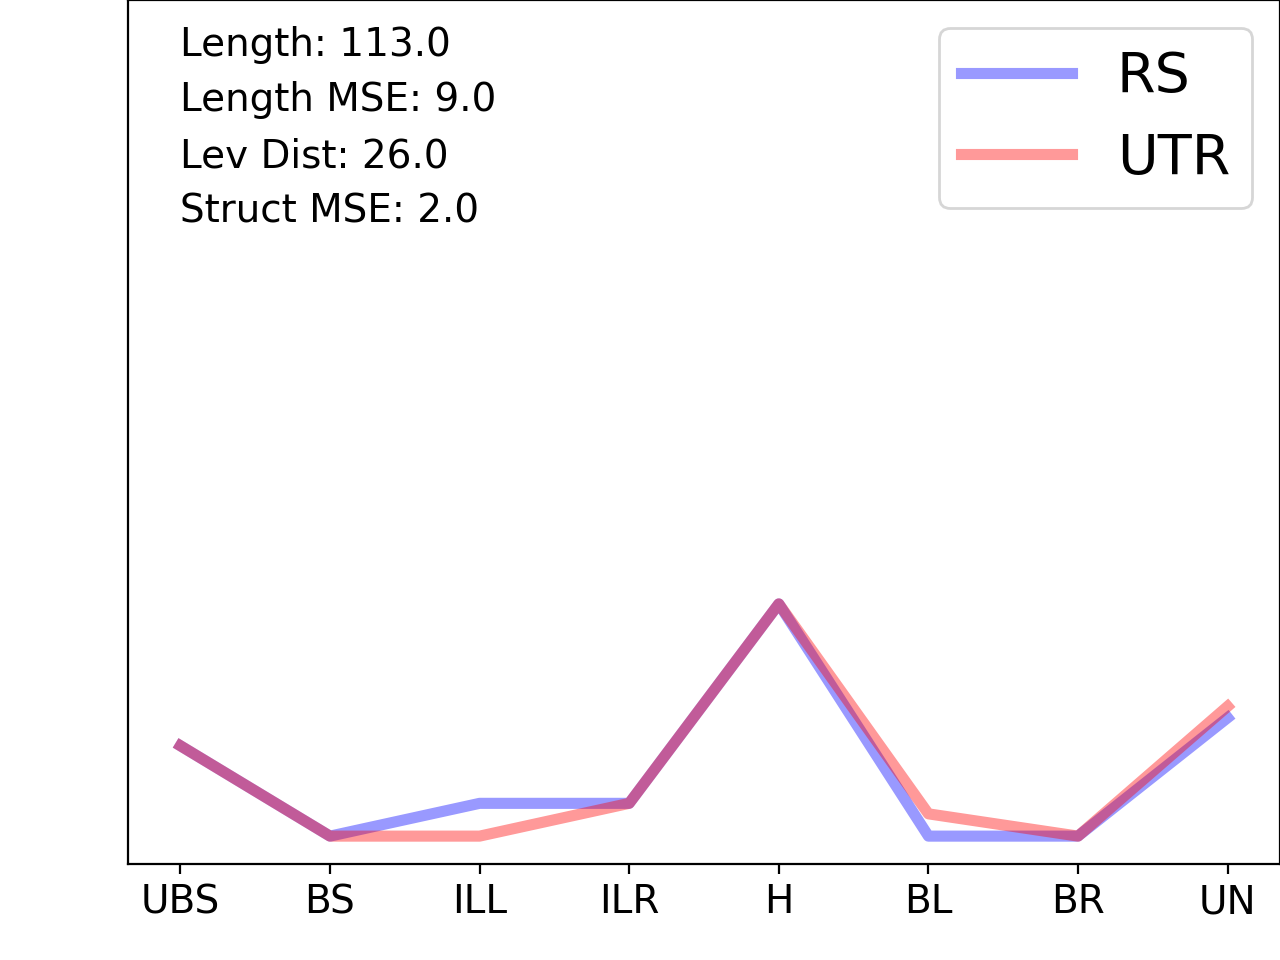 Length: 113.0
Length MSE: 9.0
Lev Dist: 26.0
Struct MSE: 2.0
RS
UTR
UBS BS ILL ILR H BL BR UN